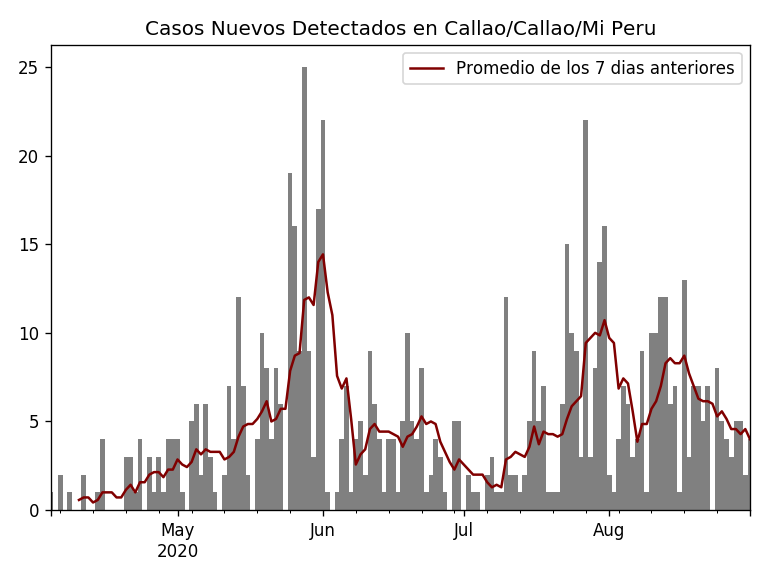 Casos Nuevos Detectados en Callao/Callao/Mi Peru
Promedio de los 7 dias anteriores
25
20
15
10
5
0
May
2020
Jun
Jul
Aug